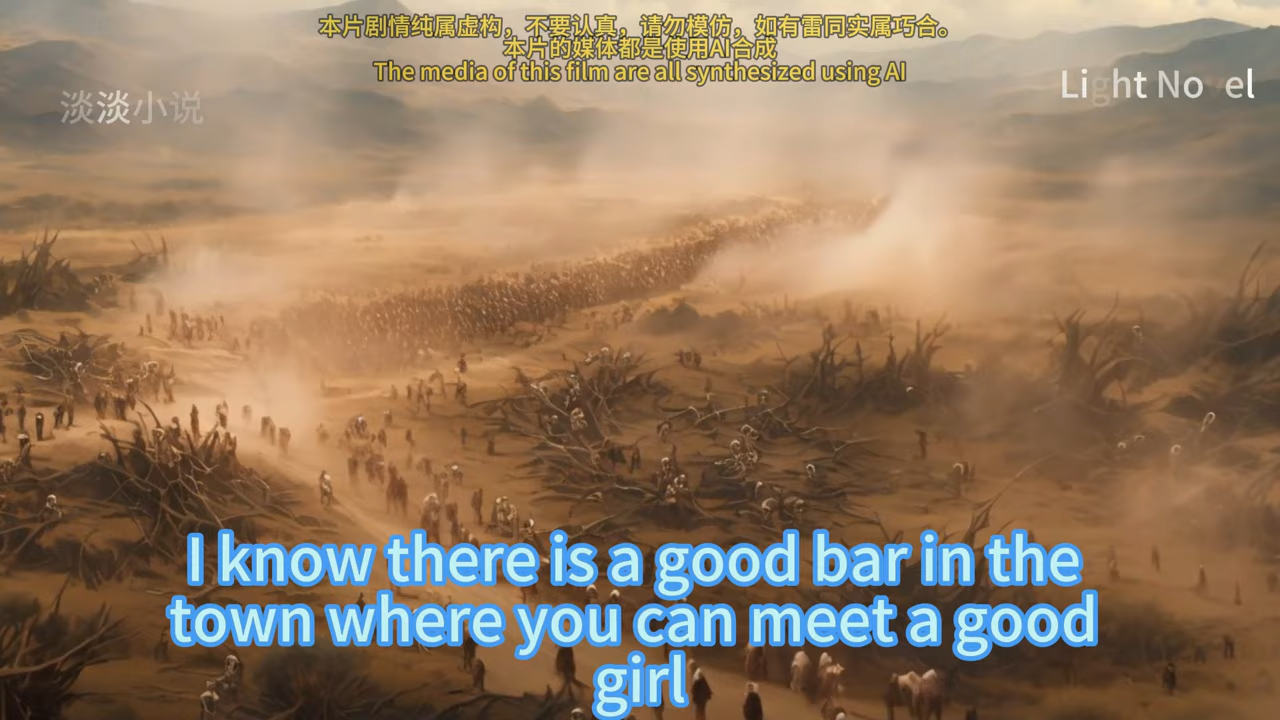 本片剧情纯属虚构，不要认真，请勿模仿，如有雷同实属巧合。
本片的媒体都是使用AI合成
The media of this film are all synthesized using AI
Light No el
淡淡小说
I know there is a good bar in the
town where you can meet a good
girl